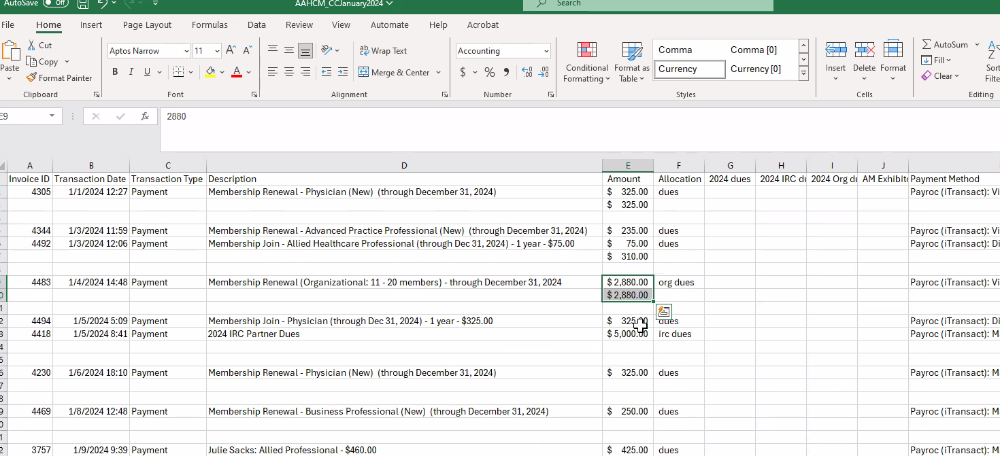 AutoSave Off AAHCM_CCJanuary2024 Search
File Home Insert Page Layout Formulas Data Review View Automate Help Acrobat
Paste Cut Copy Format Painter Clipboard
Aptos Narrow 11 B I U A Font
Wrap Text Merge & Center Alignment
Accounting $ % Number
Conditional Formatting Format as Table Comma Comma [0] Currency Currency [0] Styles
Insert Delete Format Cells
AutoSum Fill Clear Sort Filte Editing
E9 fx 2880
A B C D E F G H I J
Invoice ID Transaction Date Transaction Type Description Amount Allocation 2024 dues 2024 IRC du 2024 Org du AM Exhibito Payment Method
4305 1/1/2024 12:27 Payment Membership Renewal - Physician (New) (through December 31, 2024) $ 325.00 dues Payroc (iTransact): Vi
$ 325.00
4344 1/3/2024 11:59 Payment Membership Renewal - Advanced Practice Professional (New) (through December 31, 2024) $ 235.00 dues Payroc (iTransact): Vi
4492 1/3/2024 12:06 Payment Membership Join - Allied Healthcare Professional (through Dec 31, 2024) - 1 year - $75.00 $ 75.00 dues Payroc (iTransact): Di
$ 310.00
4483 1/4/2024 14:48 Payment Membership Renewal (Organizational: 11 - 20 members) - through December 31, 2024 $ 2,880.00 org dues Payroc (iTransact): Vi
$ 2,880.00
4494 1/5/2024 5:09 Payment Membership Join - Physician (through Dec 31, 2024) - 1 year - $325.00 $ 325.00 dues Payroc (iTransact): Di
4418 1/5/2024 8:41 Payment 2024 IRC Partner Dues $ 5,000.00 irc dues Payroc (iTransact): M
4230 1/6/2024 18:10 Payment Membership Renewal - Physician (New) (through December 31, 2024) $ 325.00 dues Payroc (iTransact): M
4469 1/8/2024 12:48 Payment Membership Renewal - Business Professional (New) (through December 31, 2024) $ 250.00 dues Payroc (iTransact): M
3757 1/9/2024 9:39 Payment Julie Sacks: Allied Professional - $460.00 $ 425.00 dues Payroc (iTransact): M